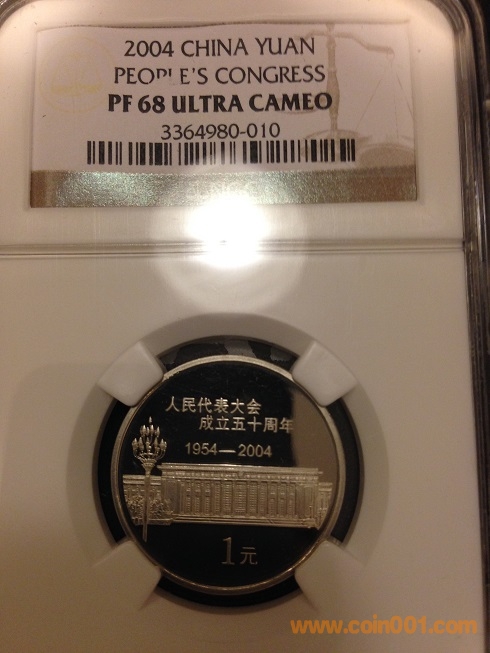 2004 CHINA YUAN
PEOPLE'S CONGRESS
PF 68 ULTRA CAMEO
3364980-010
人民代表大会
成立五十周年
1954—2004
1元
www.coin001.com